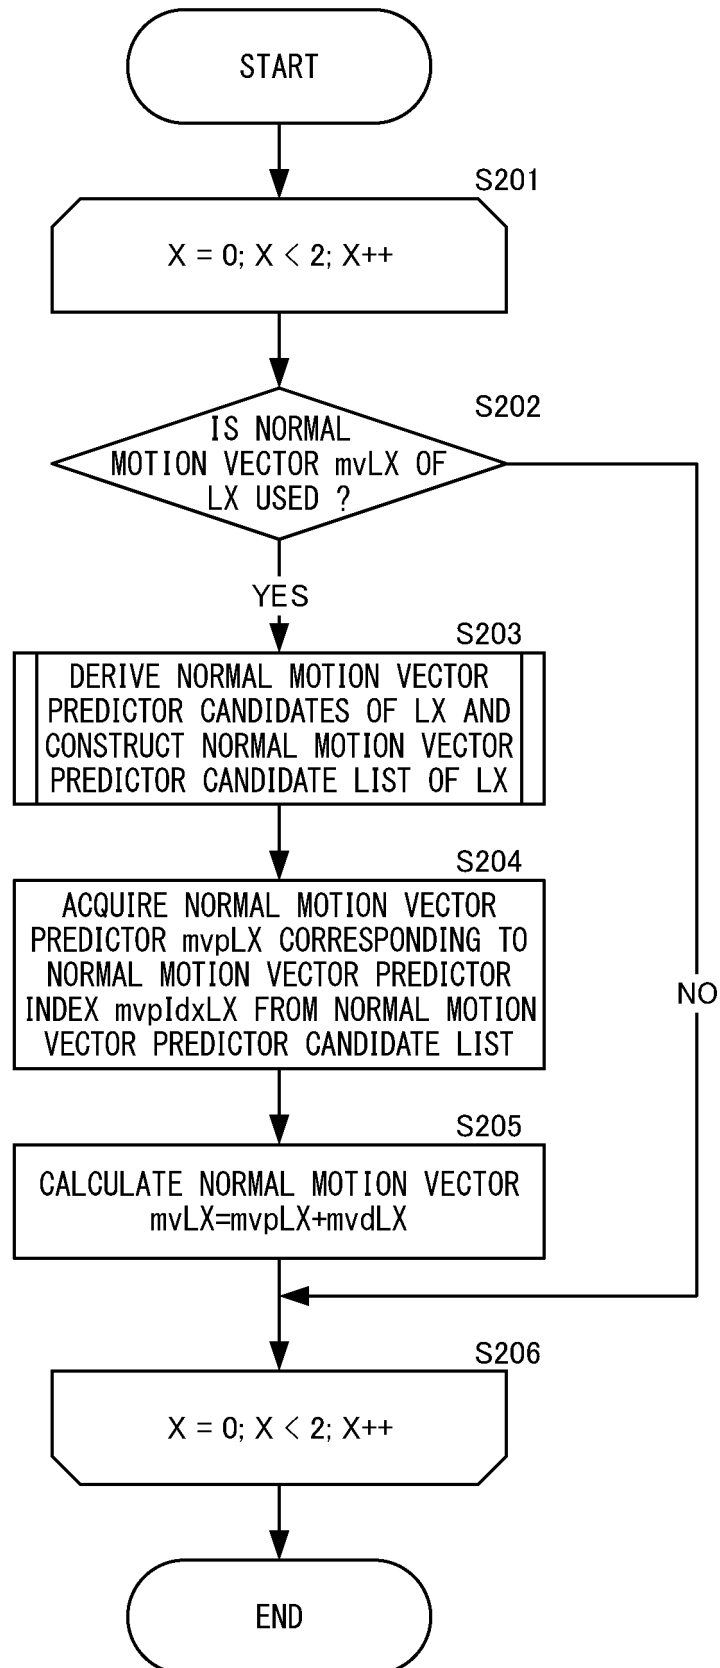 START
S201
X = 0; X < 2; X++
S202
IS NORMAL
MOTION VECTOR mvLX OF
LX USED ?
YES
S203
DERIVE NORMAL MOTION VECTOR
PREDICTOR CANDIDATES OF LX AND
CONSTRUCT NORMAL MOTION VECTOR
PREDICTOR CANDIDATE LIST OF LX
S204
ACQUIRE NORMAL MOTION VECTOR
PREDICTOR mvpLX CORRESPONDING TO
NORMAL MOTION VECTOR PREDICTOR
INDEX mvpIdxLX FROM NORMAL MOTION
VECTOR PREDICTOR CANDIDATE LIST
NO
S205
CALCULATE NORMAL MOTION VECTOR
mvLX=mvpLX+mvdLX
S206
X = 0; X < 2; X++
END